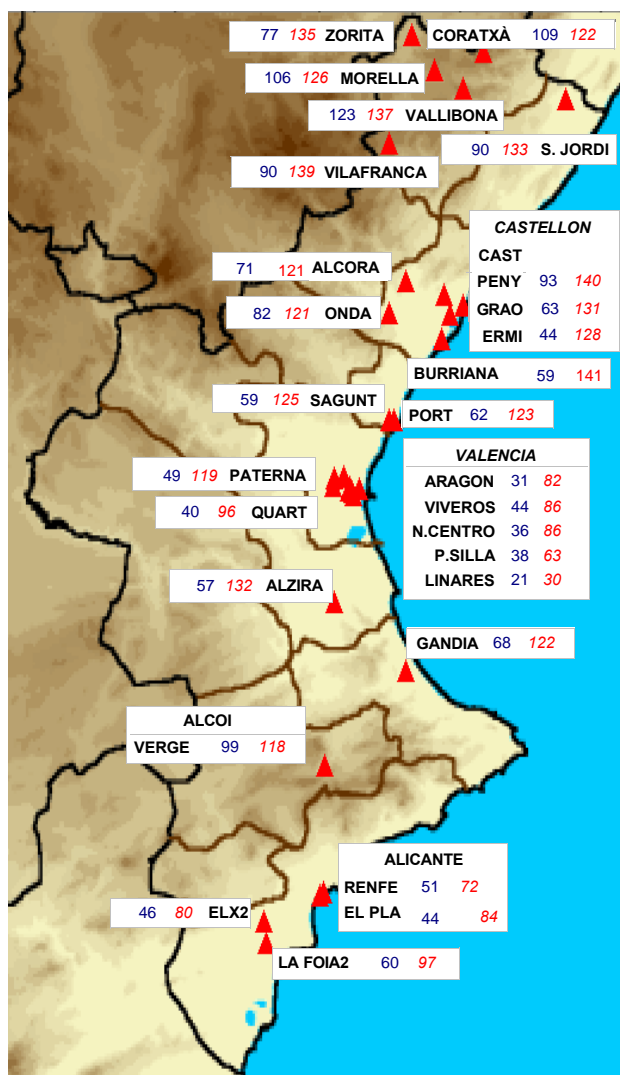 77 135 ZORITA
CORATXÀ 109 122
106 126 MORELLA
123 137 VALLIBONA
90 133 S. JORDI
90 139 VILAFRANCA
CASTELLON
CAST
PENY 93 140
GRAO 63 131
ERMI 44 128
71 121 ALCORA
82 121 ONDA
BURRIANA 59 141
59 125 SAGUNT
PORT 62 123
VALENCIA
ARAGON 31 82
VIVEROS 44 86
N.CENTRO 36 86
P.SILLA 38 63
LINARES 21 30
49 119 PATERNA
40 96 QUART
57 132 ALZIRA
GANDIA 68 122
ALCOI
VERGE 99 118
ALICANTE
RENFE 51 72
EL PLA 44 84
46 80 ELX2
LA FOIA2 60 97